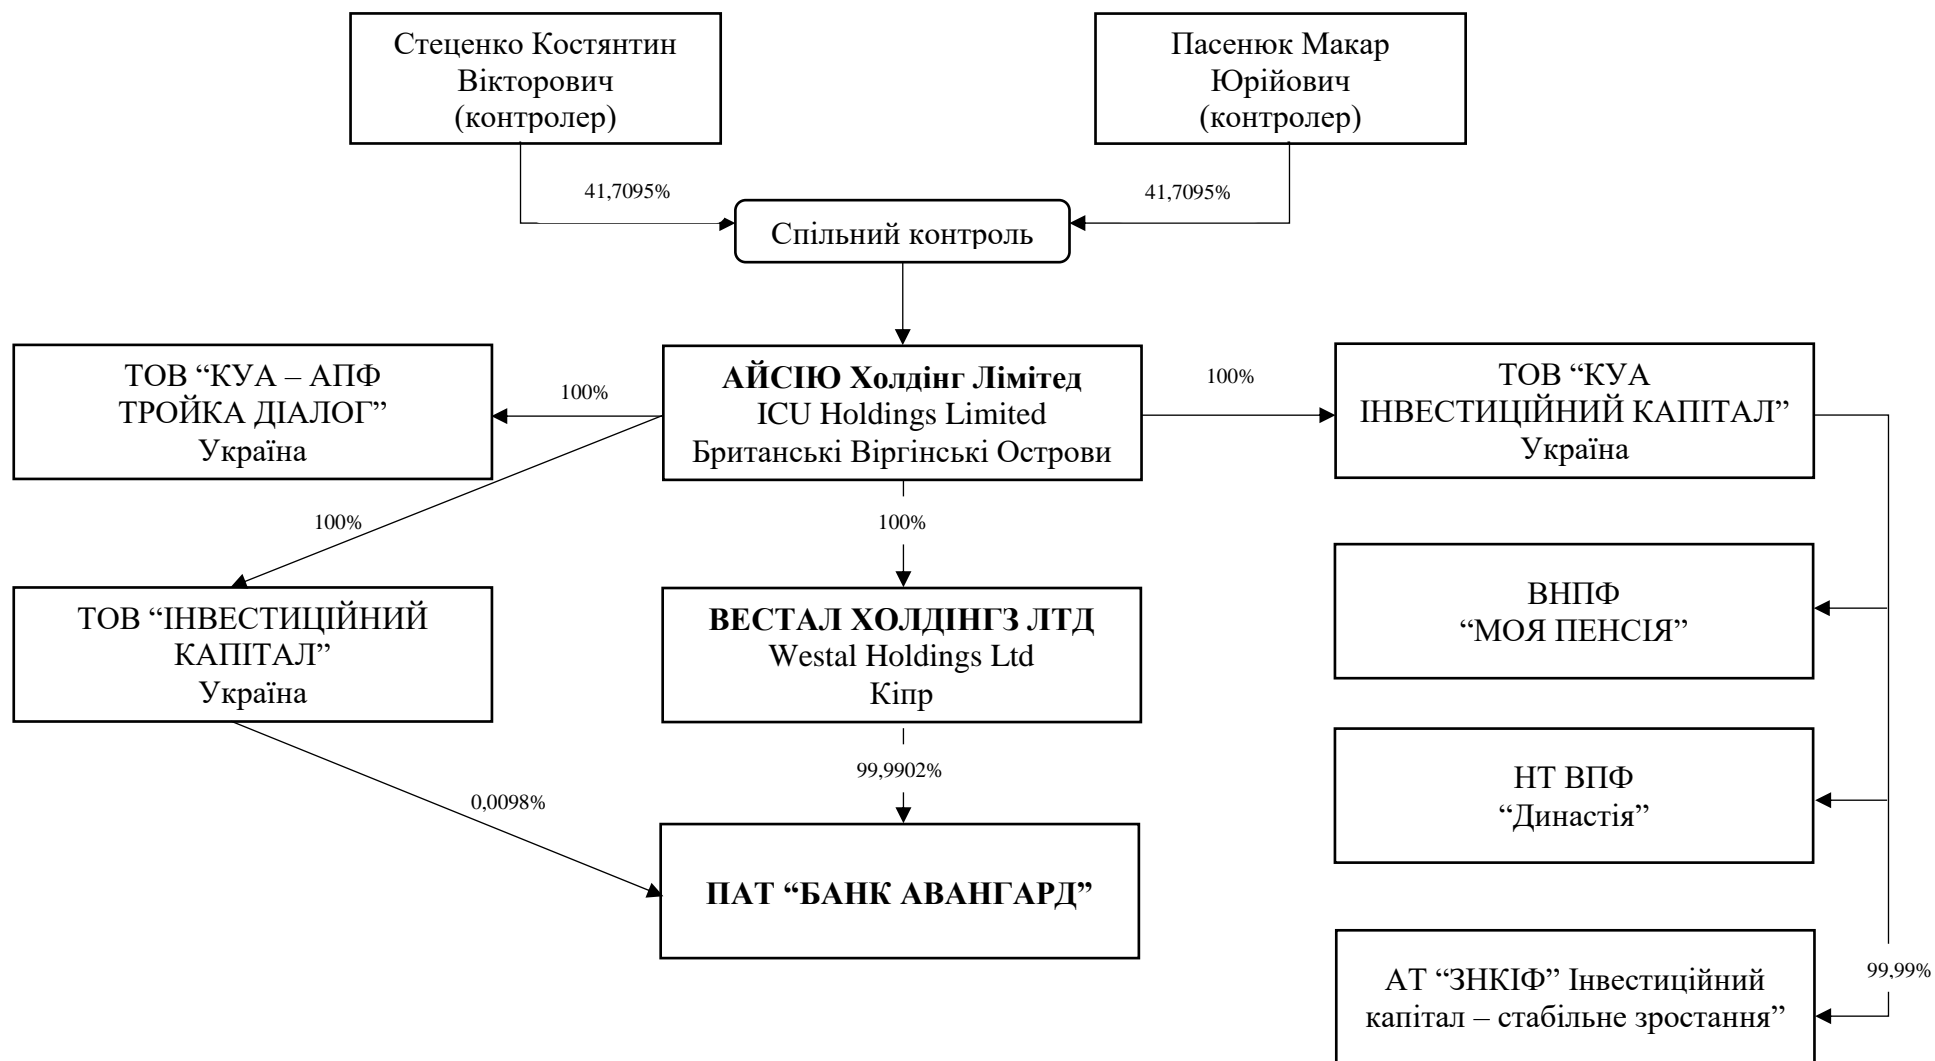 Стеценко Костянтин
Вікторович
(контролер)
Пасенюк Макар
Юрійович
(контролер)
41,7095%
41,7095%
Спільний контроль
ТОВ “КУА – АПФ
ТРОЙКА ДІАЛОГ”
Україна
100%
АЙСІЮ Холдінг Лімітед
ICU Holdings Limited
Британські Віргінські Острови
100%
ТОВ “КУА
ІНВЕСТИЦІЙНИЙ КАПІТАЛ”
Україна
100%
100%
ТОВ “ІНВЕСТИЦІЙНИЙ
КАПІТАЛ”
Україна
ВЕСТАЛ ХОЛДІНГЗ ЛТД
Westal Holdings Ltd
Кіпр
ВНПФ
“МОЯ ПЕНСІЯ”
99,9902%
0,0098%
НТ ВПФ
“Династія”
ПАТ “БАНК АВАНГАРД”
АТ “ЗНКІФ” Інвестиційний
капітал – стабільне зростання”
99,99%